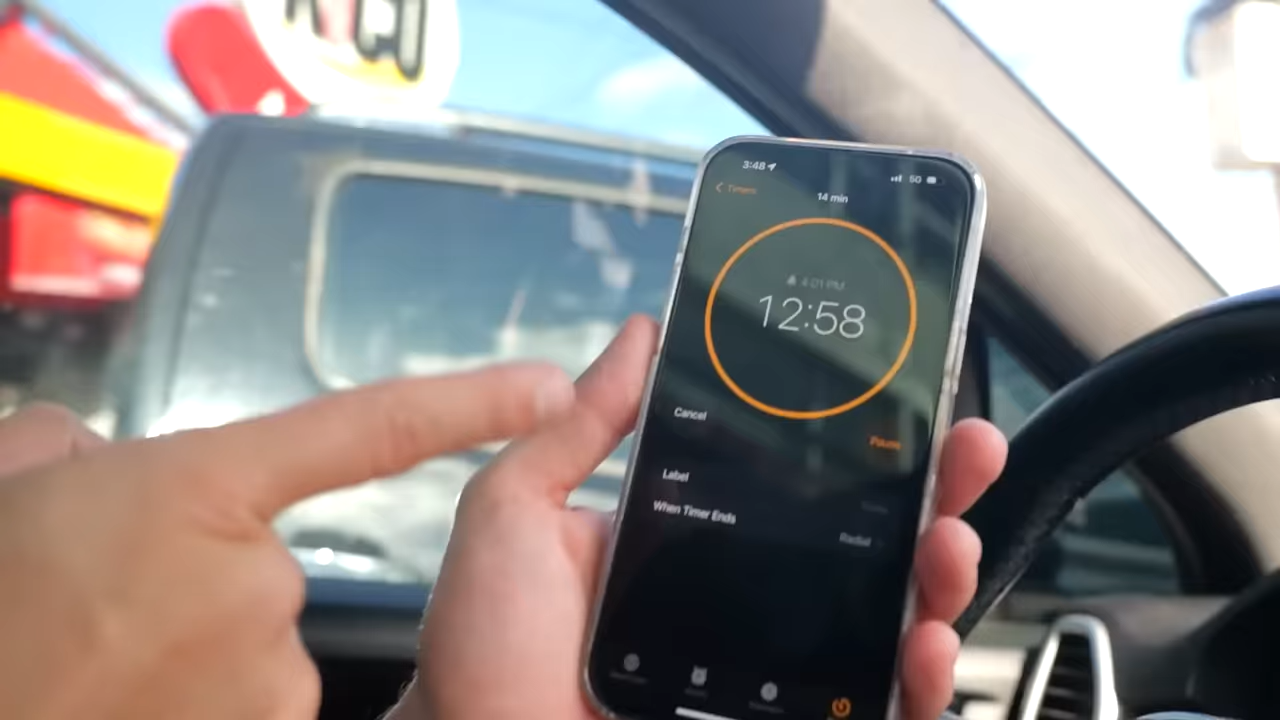 3:48
5G
Timers
14 min
4:01 PM
12:58
Cancel
Pause
Label
When Timer Ends
Radial